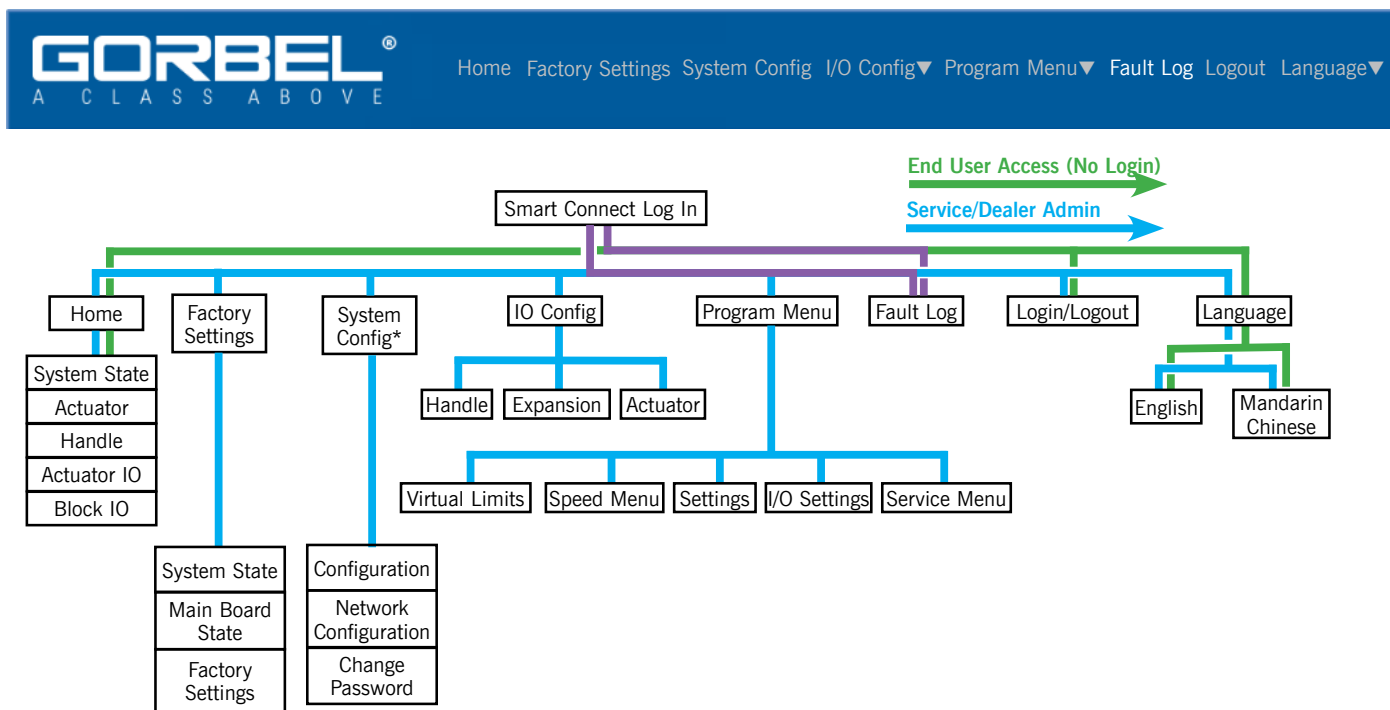 GORBEL®
A CLASS ABOVE
Home Factory Settings System Config I/O Config▼ Program Menu▼ Fault Log Logout Language▼
End User Access (No Login)
Smart Connect Log In
Service/Dealer Admin
Home
Factory
Settings
System
Config*
IO Config
Program Menu
Fault Log
Login/Logout
Language
System State
Actuator
Handle
Actuator IO
Block IO
Handle
Expansion
Actuator
English
Mandarin
Chinese
Virtual Limits
Speed Menu
Settings
I/O Settings
Service Menu
System State
Main Board
State
Factory
Settings
Configuration
Network
Configuration
Change
Password